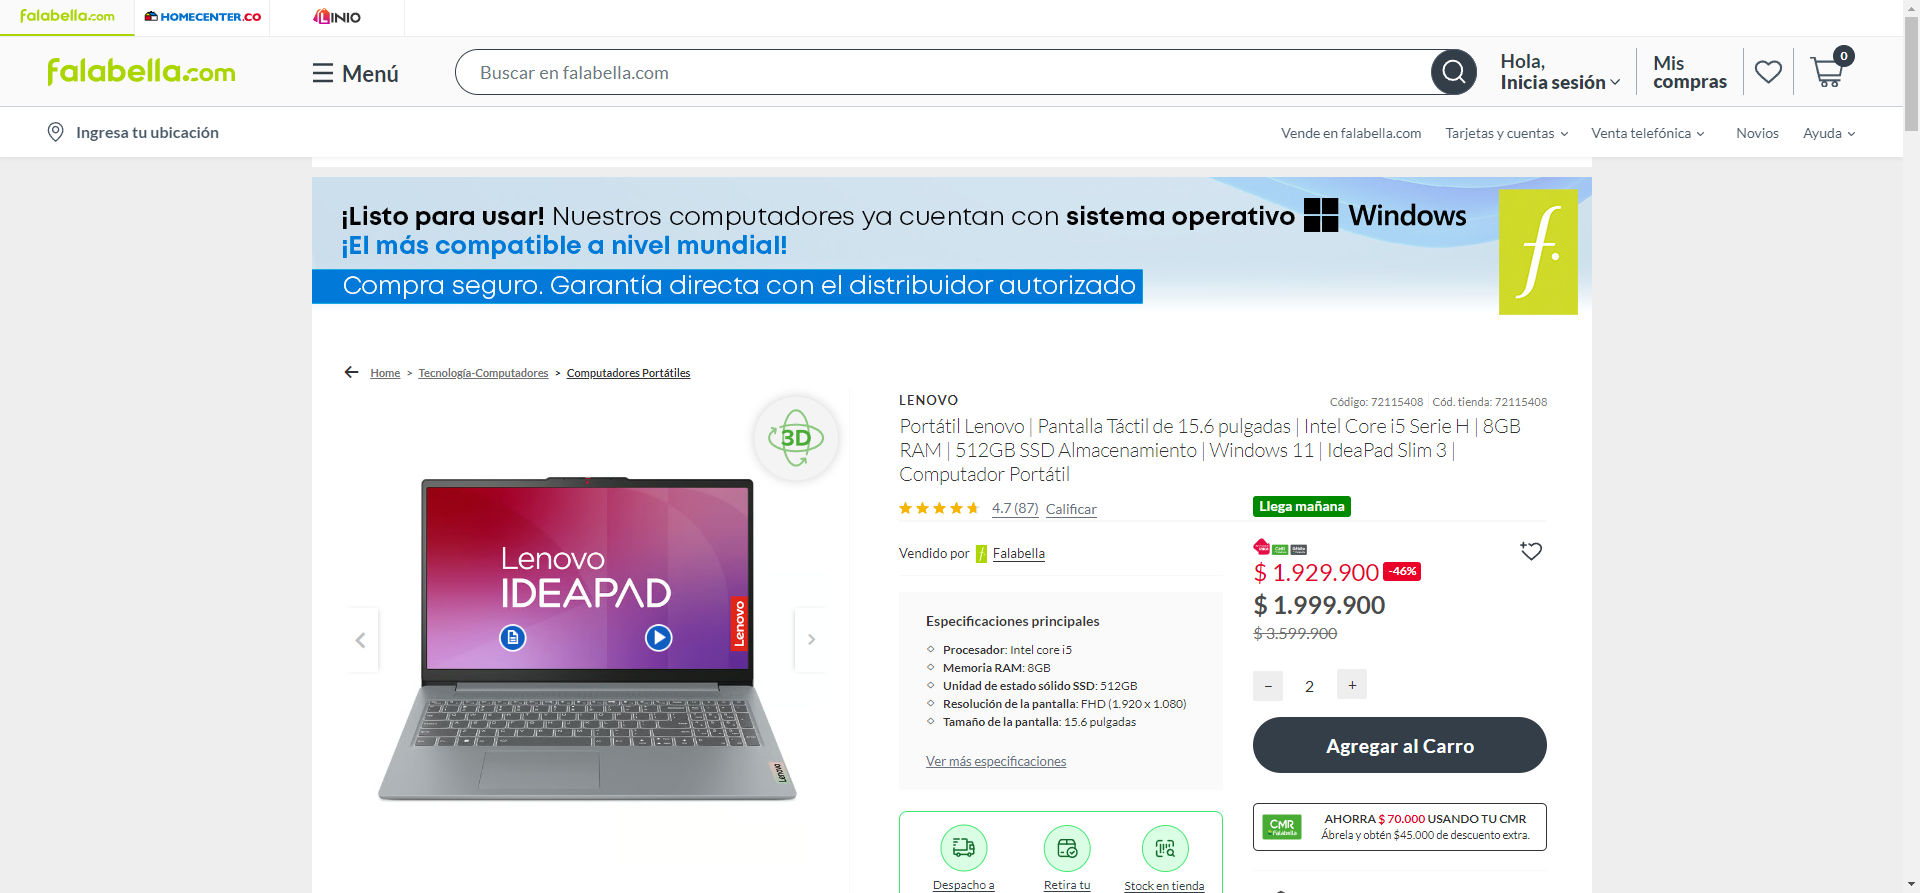 falabella.com
HOMECENTER.CO
LINIO
falabella.com
Menú
Buscar en falabella.com
Hola,
Inicia sesión
Mis
compras
0
Ingresa tu ubicación
Vende en falabella.com
Tarjetas y cuentas
Venta telefónica
Novios
Ayuda
¡Listo para usar! Nuestros computadores ya cuentan con sistema operativo Windows
¡El más compatible a nivel mundial!
Compra seguro. Garantía directa con el distribuidor autorizado
f.
Home > Tecnología-Computadores > Computadores Portátiles
3D
Lenovo
IDEAPAD
Lenovo
Lenovo
LENOVO
Código: 72115408
Cód. tienda: 72115408
Portátil Lenovo | Pantalla Táctil de 15.6 pulgadas | Intel Core i5 Serie H | 8GB
RAM | 512GB SSD Almacenamiento | Windows 11 | IdeaPad Slim 3 |
Computador Portátil
4.7 (87)
Calificar
Llega mañana
Vendido por
Falabella
$ 1.929.900
-46%
$ 1.999.900
$ 3.599.900
Especificaciones principales
Procesador: Intel core i5
Memoria RAM: 8GB
Unidad de estado sólido SSD: 512GB
Resolución de la pantalla: FHD (1.920 x 1.080)
Tamaño de la pantalla: 15.6 pulgadas
Ver más especificaciones
- 2 +
Agregar al Carro
CMR
Falabella
AHORRA $ 70.000 USANDO TU CMR
Ábrela y obtén $45.000 de descuento extra.
Despacho a
Retira tu
Stock en tienda